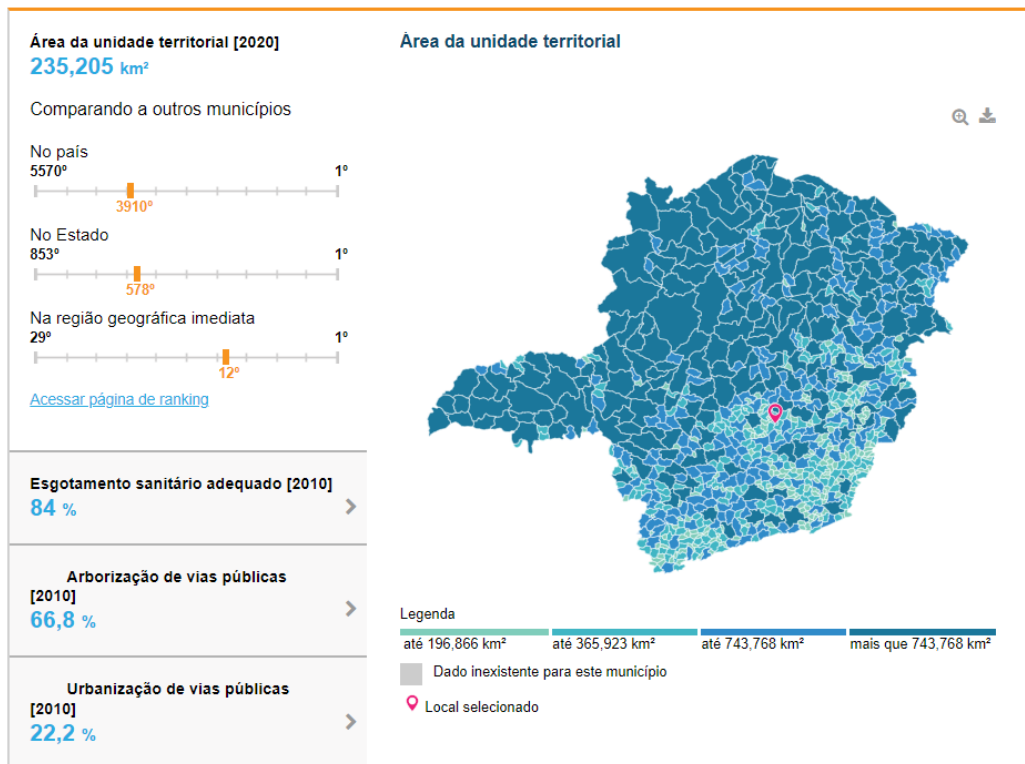 Área da unidade territorial [2020]
235,205 km²
Comparando a outros municípios
No país
5570º 1º
3910º
No Estado
853º 1º
578º
Na região geográfica imediata
29º 1º
12º
Acessar página de ranking
Esgotamento sanitário adequado [2010]
84 %
Arborização de vias públicas
[2010]
66,8 %
Urbanização de vias públicas
[2010]
22,2 %
Área da unidade territorial
Legenda
até 196,866 km² até 365,923 km² até 743,768 km² mais que 743,768 km²
Dado inexistente para este município
Local selecionado